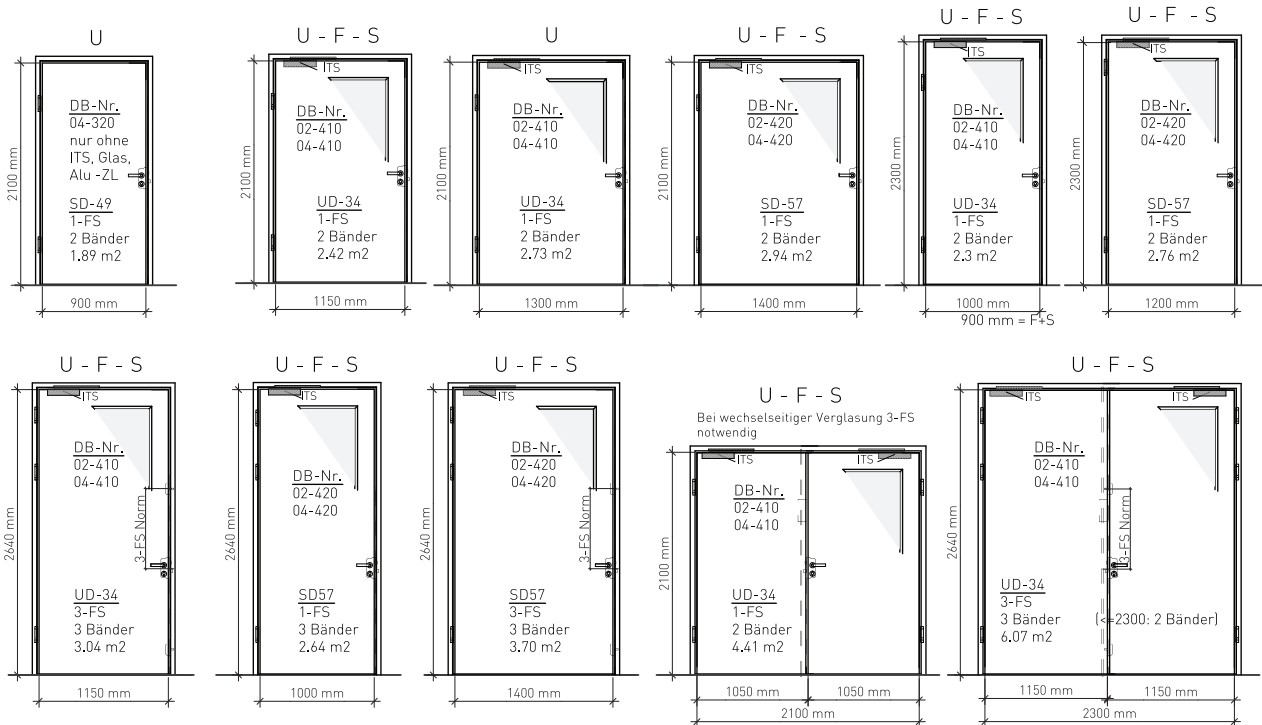 U
2100 mm
DB-Nr.
04-320
nur ohne
ITS, Glas,
Alu -ZL
SD-49
1-FS
2 Bänder
1.89 m2
900 mm
U - F - S
ITS
2100 mm
DB-Nr.
02-410
04-410
UD-34
1-FS
2 Bänder
2.42 m2
1150 mm
U
ITS
2100 mm
DB-Nr.
02-410
04-410
UD-34
1-FS
2 Bänder
2.73 m2
1300 mm
U - F - S
ITS
2100 mm
DB-Nr.
02-420
04-420
SD-57
1-FS
2 Bänder
2.94 m2
1400 mm
U - F - S
ITS
2300 mm
DB-Nr.
02-410
04-410
UD-34
1-FS
2 Bänder
2.3 m2
1000 mm
900 mm = F+S
U - F - S
ITS
2300 mm
DB-Nr.
02-420
04-420
SD-57
1-FS
2 Bänder
2.76 m2
1200 mm
U - F - S
ITS
2640 mm
DB-Nr.
02-410
04-410
3-FS Norm
UD-34
3-FS
3 Bänder
3.04 m2
1150 mm
U - F - S
ITS
2640 mm
DB-Nr.
02-420
04-420
SD57
1-FS
3 Bänder
2.64 m2
1000 mm
U - F - S
ITS
2640 mm
DB-Nr.
02-420
04-420
3-FS Norm
SD57
3-FS
3 Bänder
3.70 m2
1400 mm
U - F - S
Bei wechselseitiger Verglasung 3-FS
notwendig
ITS
ITS
2100 mm
DB-Nr.
02-410
04-410
UD-34
1-FS
2 Bänder
4.41 m2
1050 mm
1050 mm
2100 mm
U - F - S
ITS
ITS
2640 mm
DB-Nr.
02-410
04-410
3-FS Norm
UD-34
3-FS
3 Bänder (<=2300: 2 Bänder)
6.07 m2
1150 mm
1150 mm
2300 mm